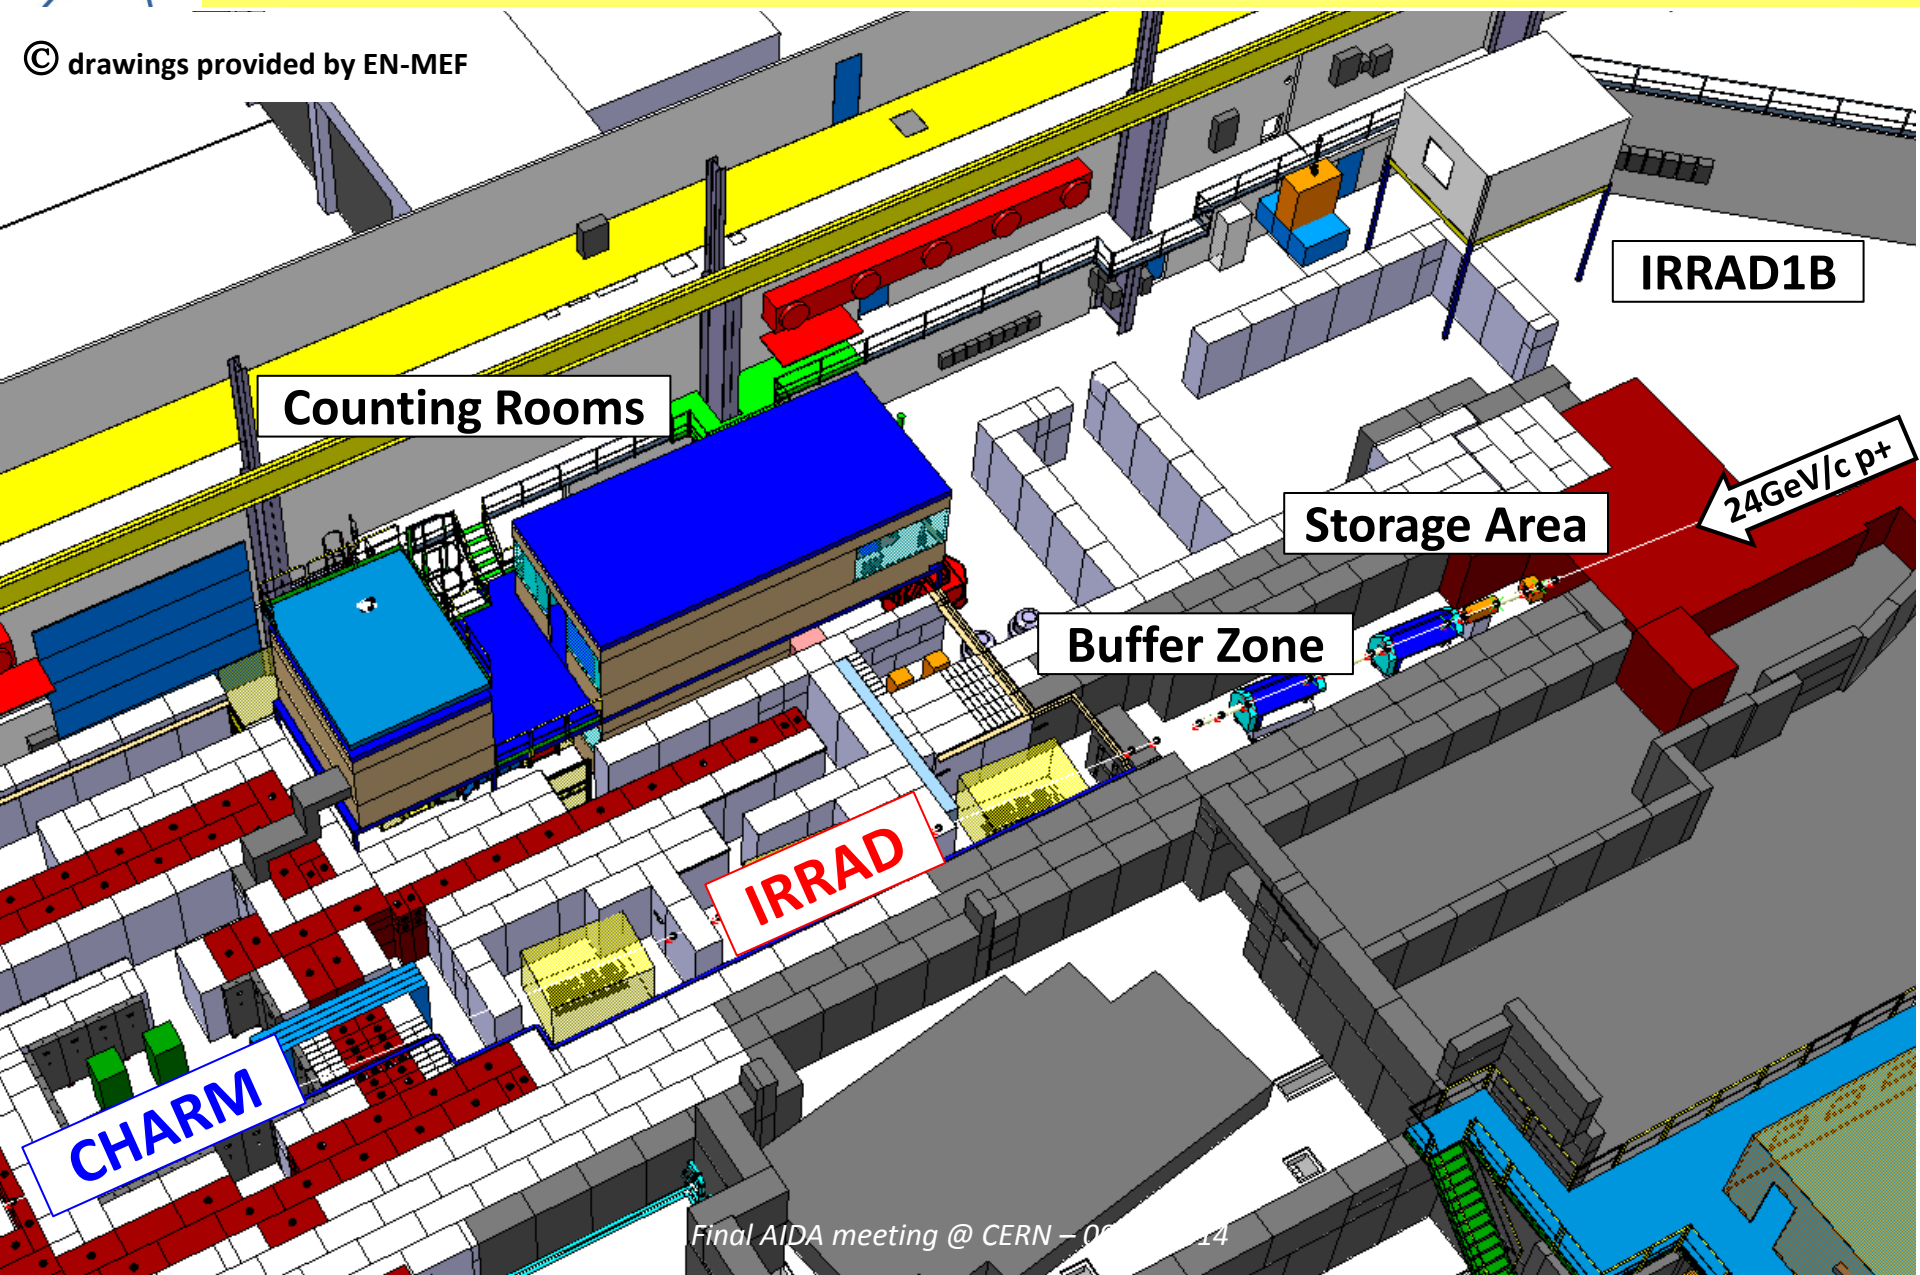 © drawings provided by EN-MEF
IRRAD1B
Counting Rooms
24GeV/c p+
Storage Area
Buffer Zone
IRRAD
CHARM
Final AIDA meeting @ CERN –